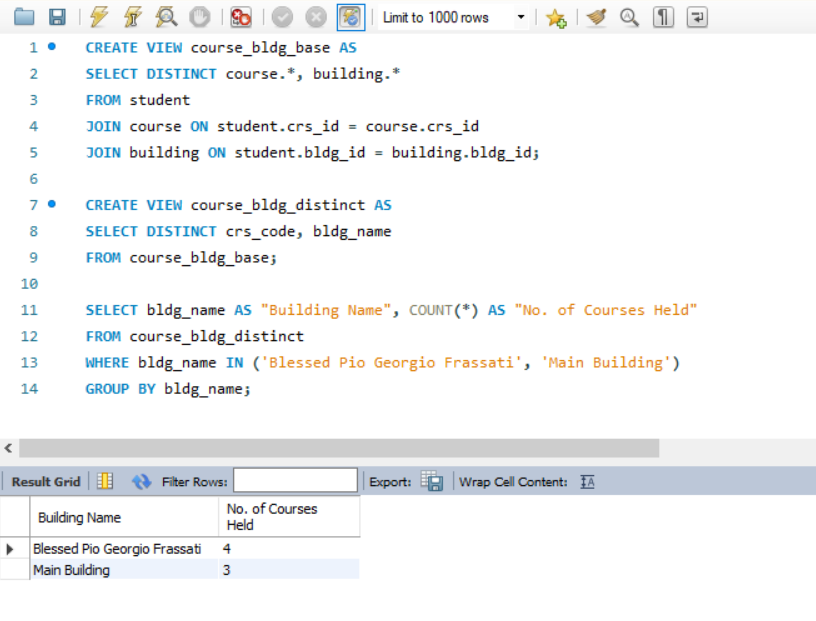 Limit to 1000 rows
1 CREATE VIEW course_bldg_base AS
2 SELECT DISTINCT course.*, building.*
3 FROM student
4 JOIN course ON student.crs_id = course.crs_id
5 JOIN building ON student.bldg_id = building.bldg_id;
6
7 CREATE VIEW course_bldg_distinct AS
8 SELECT DISTINCT crs_code, bldg_name
9 FROM course_bldg_base;
10
11 SELECT bldg_name AS "Building Name", COUNT(*) AS "No. of Courses Held"
12 FROM course_bldg_distinct
13 WHERE bldg_name IN ('Blessed Pio Georgio Frassati', 'Main Building')
14 GROUP BY bldg_name;
Result Grid Filter Rows: Export: Wrap Cell Content: IA
Building Name No. of Courses
Held
Blessed Pio Georgio Frassati 4
Main Building 3